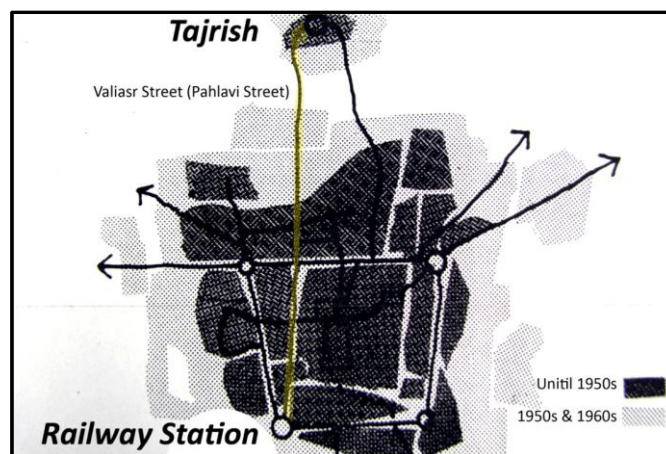 Tajrish
Valiasr Street (Pahlavi Street)
Unitil 1950s
1950s & 1960s
Railway Station